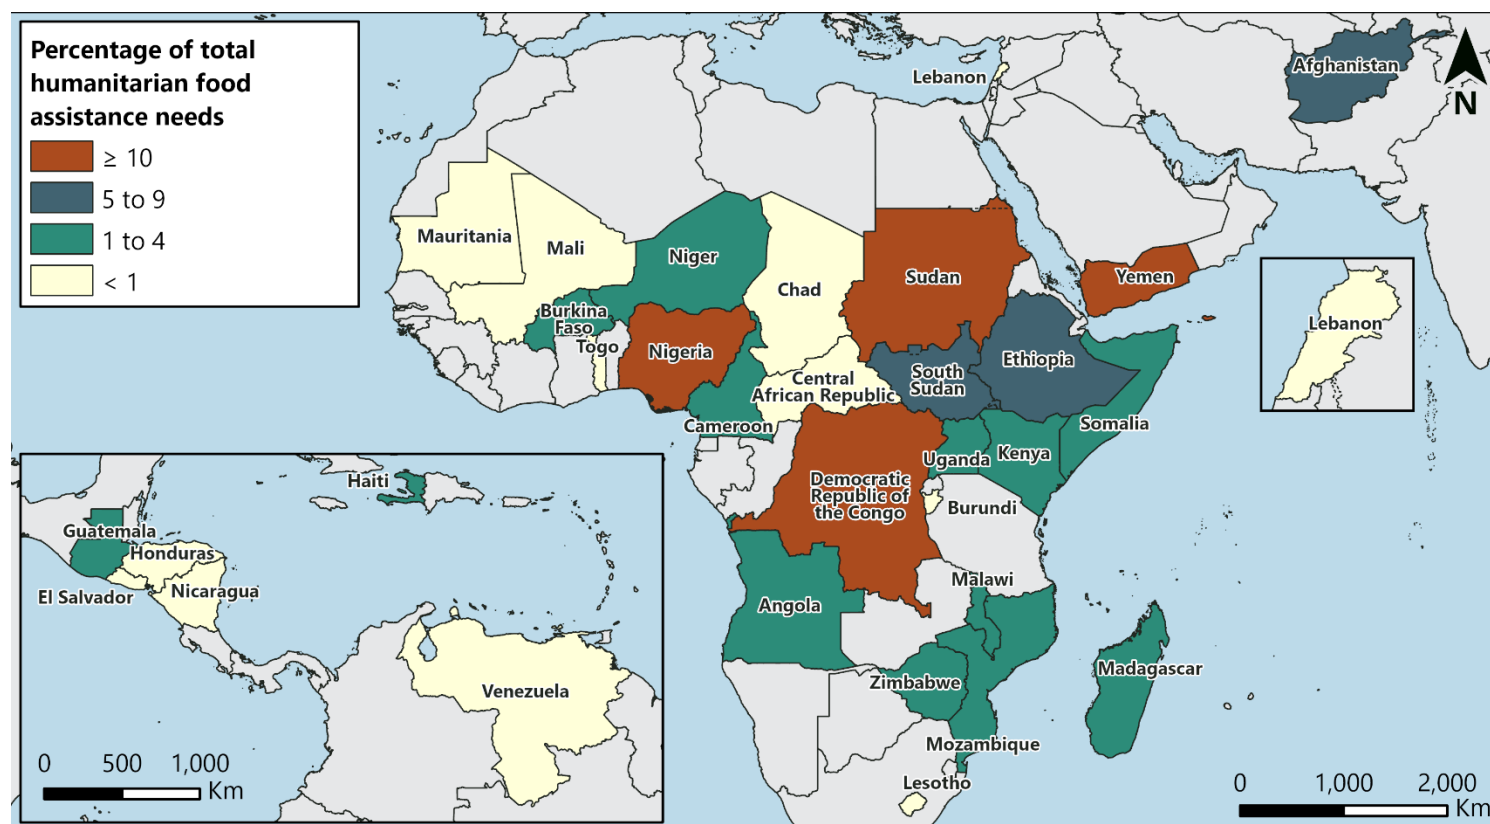 Percentage of total
humanitarian food
assistance needs
≥ 10
5 to 9
1 to 4
< 1
Lebanon
Afghanistan
N
Mauritania
Mali
Niger
Chad
Sudan
Yemen
Burkina
Faso
Togo
Nigeria
Ethiopia
South
Sudan
Central
African Republic
Cameroon
Somalia
Uganda
Kenya
Democratic
Republic of
the Congo
Burundi
Malawi
Angola
Zimbabwe
Madagascar
Mozambique
Lesotho
Lebanon
Haiti
Guatemala
Honduras
El Salvador
Nicaragua
Venezuela
0 500 1,000
Km
0 1,000 2,000
Km